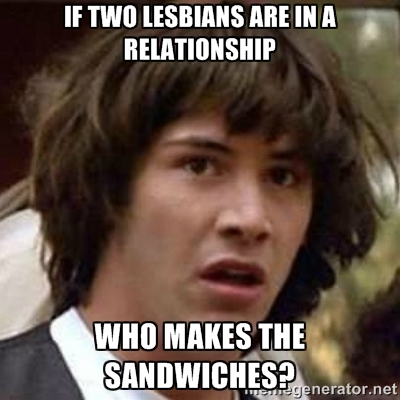 IF TWO LESBIANS ARE IN A
RELATIONSHIP
WHO MAKES THE
SANDWICHES?
memegenerator.net